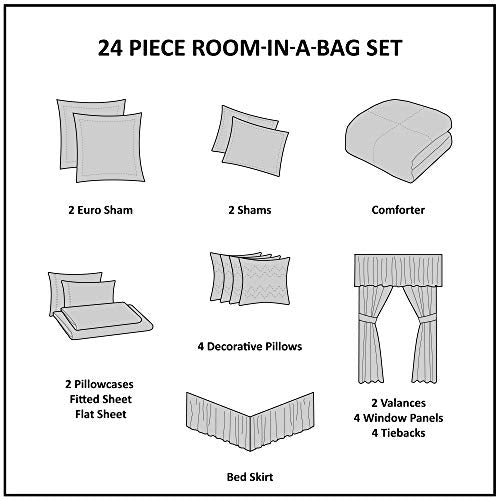 24 PIECE ROOM-IN-A-BAG SET
2 Euro Sham
2 Shams
Comforter
2 Pillowcases
Fitted Sheet
Flat Sheet
4 Decorative Pillows
2 Valances
4 Window Panels
4 Tiebacks
Bed Skirt